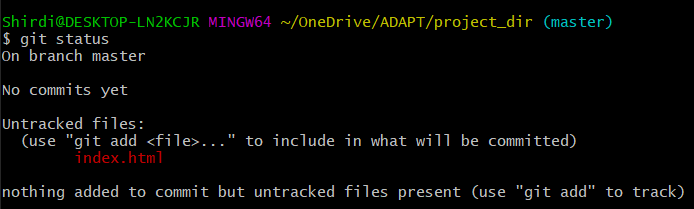 Shirdi@DESKTOP-LN2KCJR MINGW64 ~/OneDrive/ADAPT/project_dir (master)
$ git status
On branch master
No commits yet
Untracked files:
(use "git add <file>..." to include in what will be committed)
index.html
nothing added to commit but untracked files present (use "git add" to track)